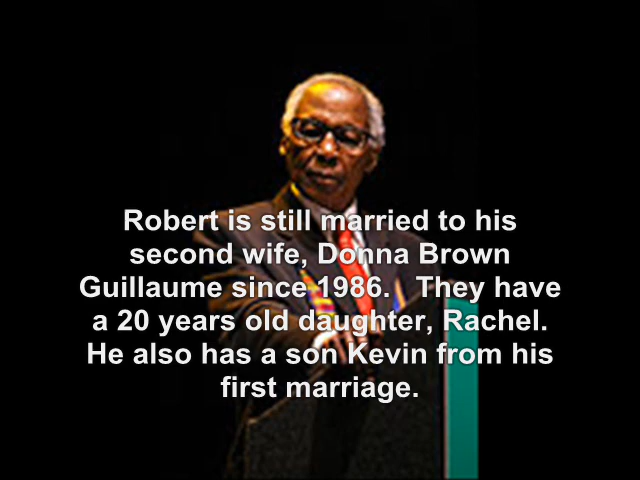 Robert is still married to his
second wife, Donna Brown
Guillaume since 1986.   They have
a 20 years old daughter, Rachel.
He also has a son Kevin from his
first marriage.